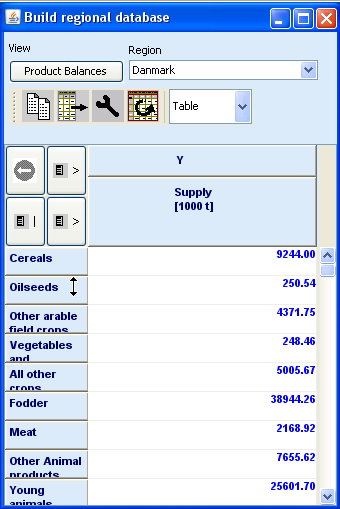 Build regional database
View
Region
Product Balances
Danmark
Table
Y
>
Supply
[1000 t]
>
Cereals 9244.00
Oilseeds 250.54
Other arable
field crops 4371.75
Vegetables
and 248.46
All other
crops 5005.67
Fodder 38944.26
Meat 2168.92
Other Animal
products 7655.62
Young
animals 25601.70